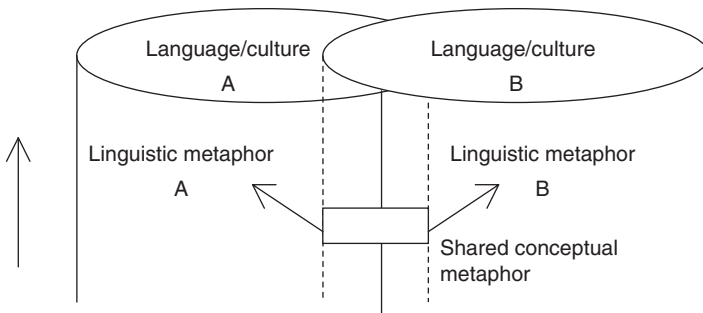 Language/culture
A
Language/culture
B
Linguistic metaphor
A
Linguistic metaphor
B
Shared conceptual
metaphor